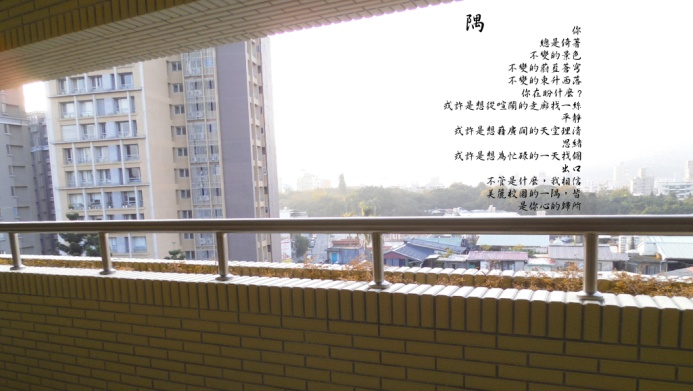 隅
你
總是倚著
不變的景色
不變的蔚藍蒼穹
不變的東升西落
你在盼什麼？
或許是想從喧鬧的走廊找一絲
平靜
或許是想藉廣闊的天空理清
思緒
或許是想為忙碌的一天找個
出口
不管是什麼，我相信
美麗校園的一隅，皆
是你心的歸所